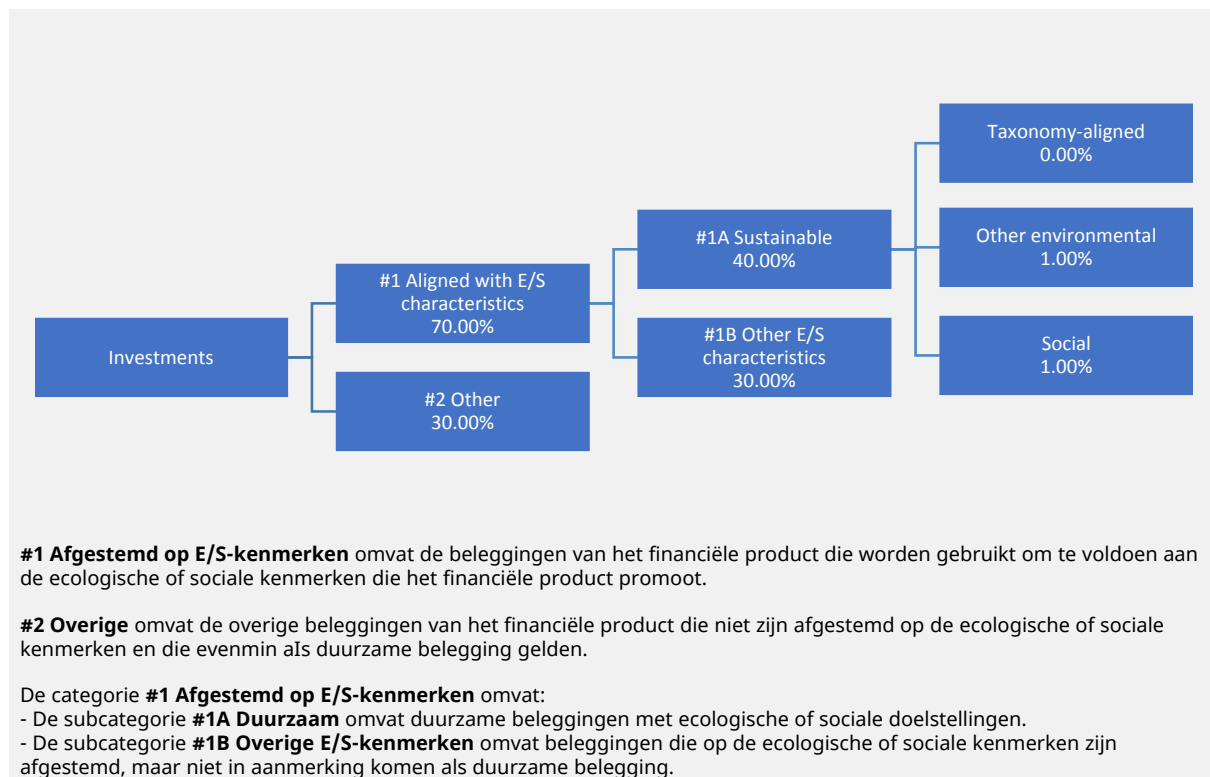 Taxonomy-aligned
0.00%
#1A Sustainable
40.00%
Other environmental
1.00%
#1 Aligned with E/S
characteristics
70.00%
Investments
#1B Other E/S
characteristics
30.00%
Social
1.00%
#2 Other
30.00%
#1 Afgestemd op E/S-kenmerken omvat de beleggingen van het financiële product die worden gebruikt om te voldoen aan
de ecologische of sociale kenmerken die het financiële product promoot.
#2 Overige omvat de overige beleggingen van het financiële product die niet zijn afgestemd op de ecologische of sociale
kenmerken en die evenmin aIs duurzame belegging gelden.
De categorie #1 Afgestemd op E/S-kenmerken omvat:
- De subcategorie #1A Duurzaam omvat duurzame beleggingen met ecologische of sociale doelstellingen.
- De subcategorie #1B Overige E/S-kenmerken omvat beleggingen die op de ecologische of sociale kenmerken zijn
afgestemd, maar niet in aanmerking komen als duurzame belegging.